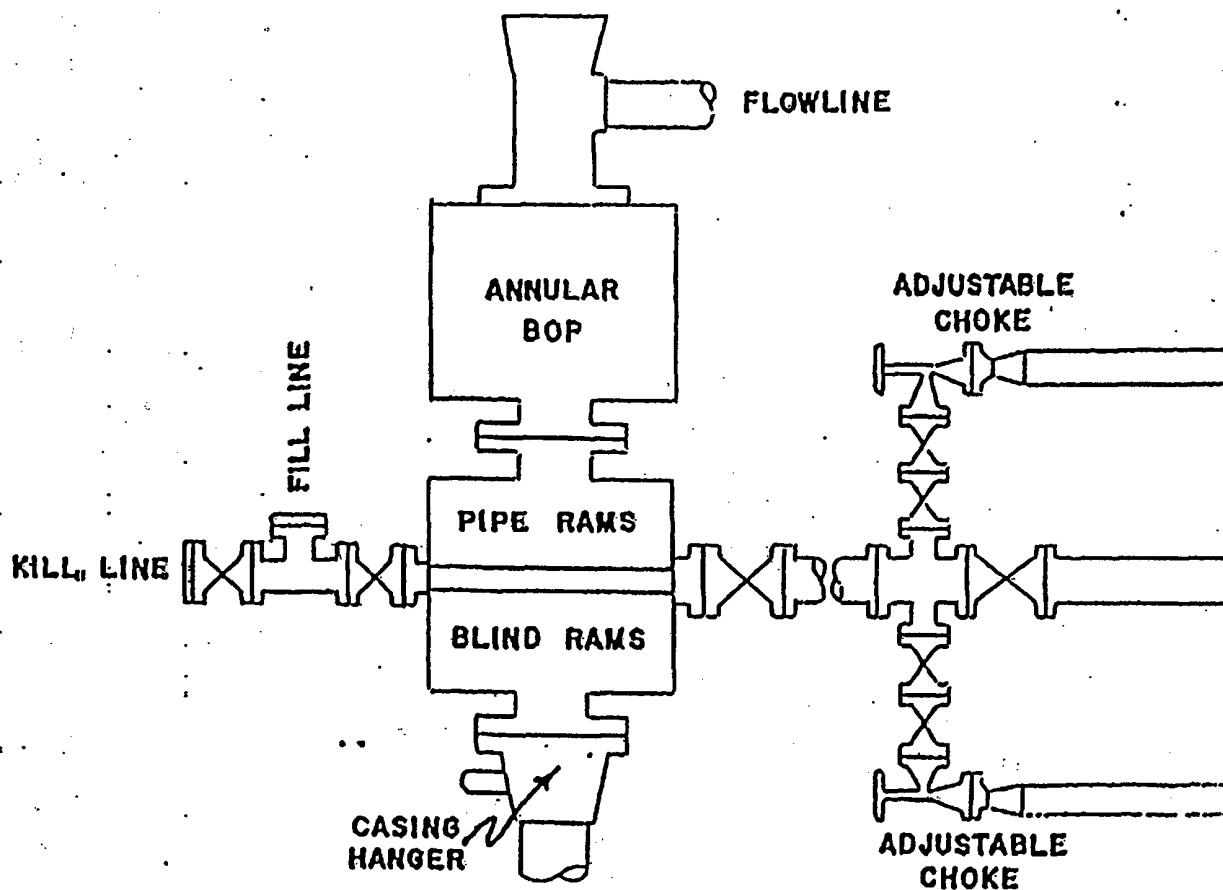 FLOWLINE
ANNULAR
BOP
ADJUSTABLE
CHOKE
FILL LINE
PIPE RAMS
KILL LINE
BLIND RAMS
CASING
HANGER
ADJUSTABLE
CHOKE